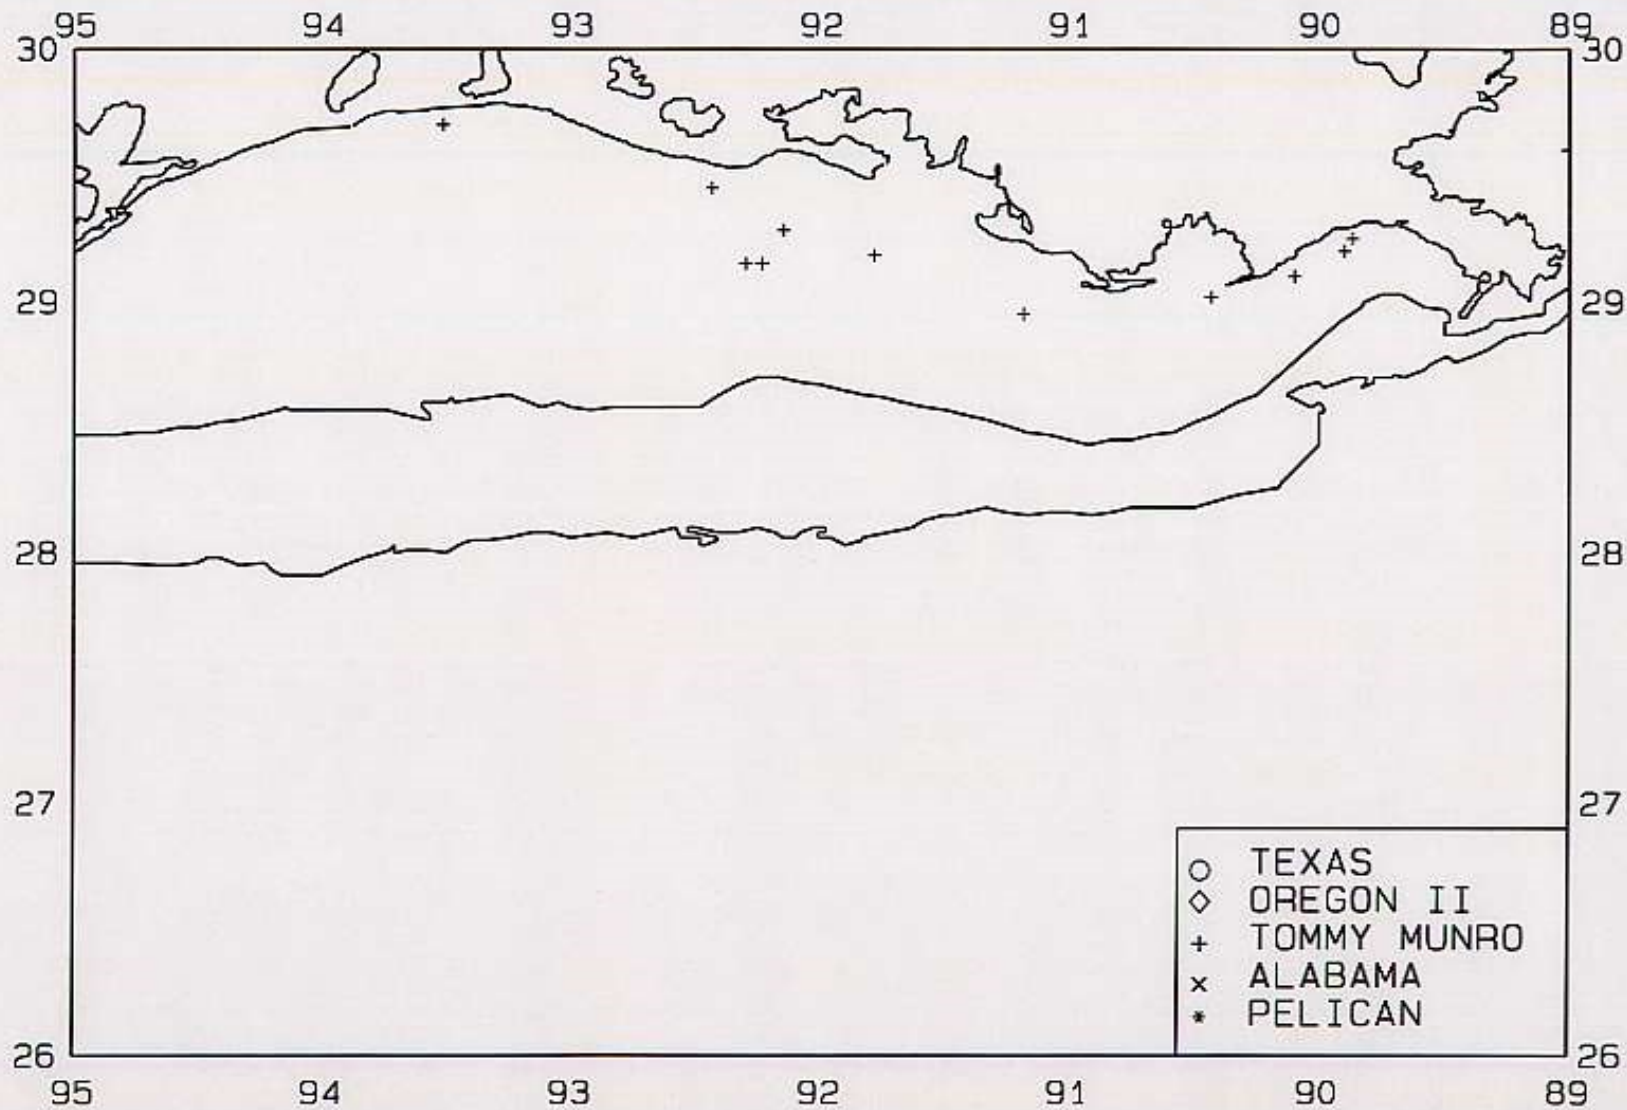 95 94 93 92 91 90 89
30 30
29 29
28 28
27 27
TEXAS
OREGON II
TOMMY MUNRO
ALABAMA
PELICAN
26 26
95 94 93 92 91 90 89